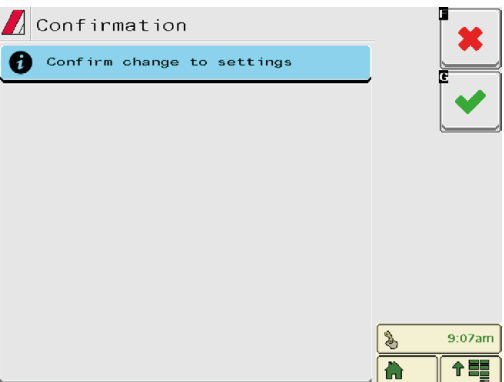 Confirmation
F
Confirm change to settings
G
9:07am